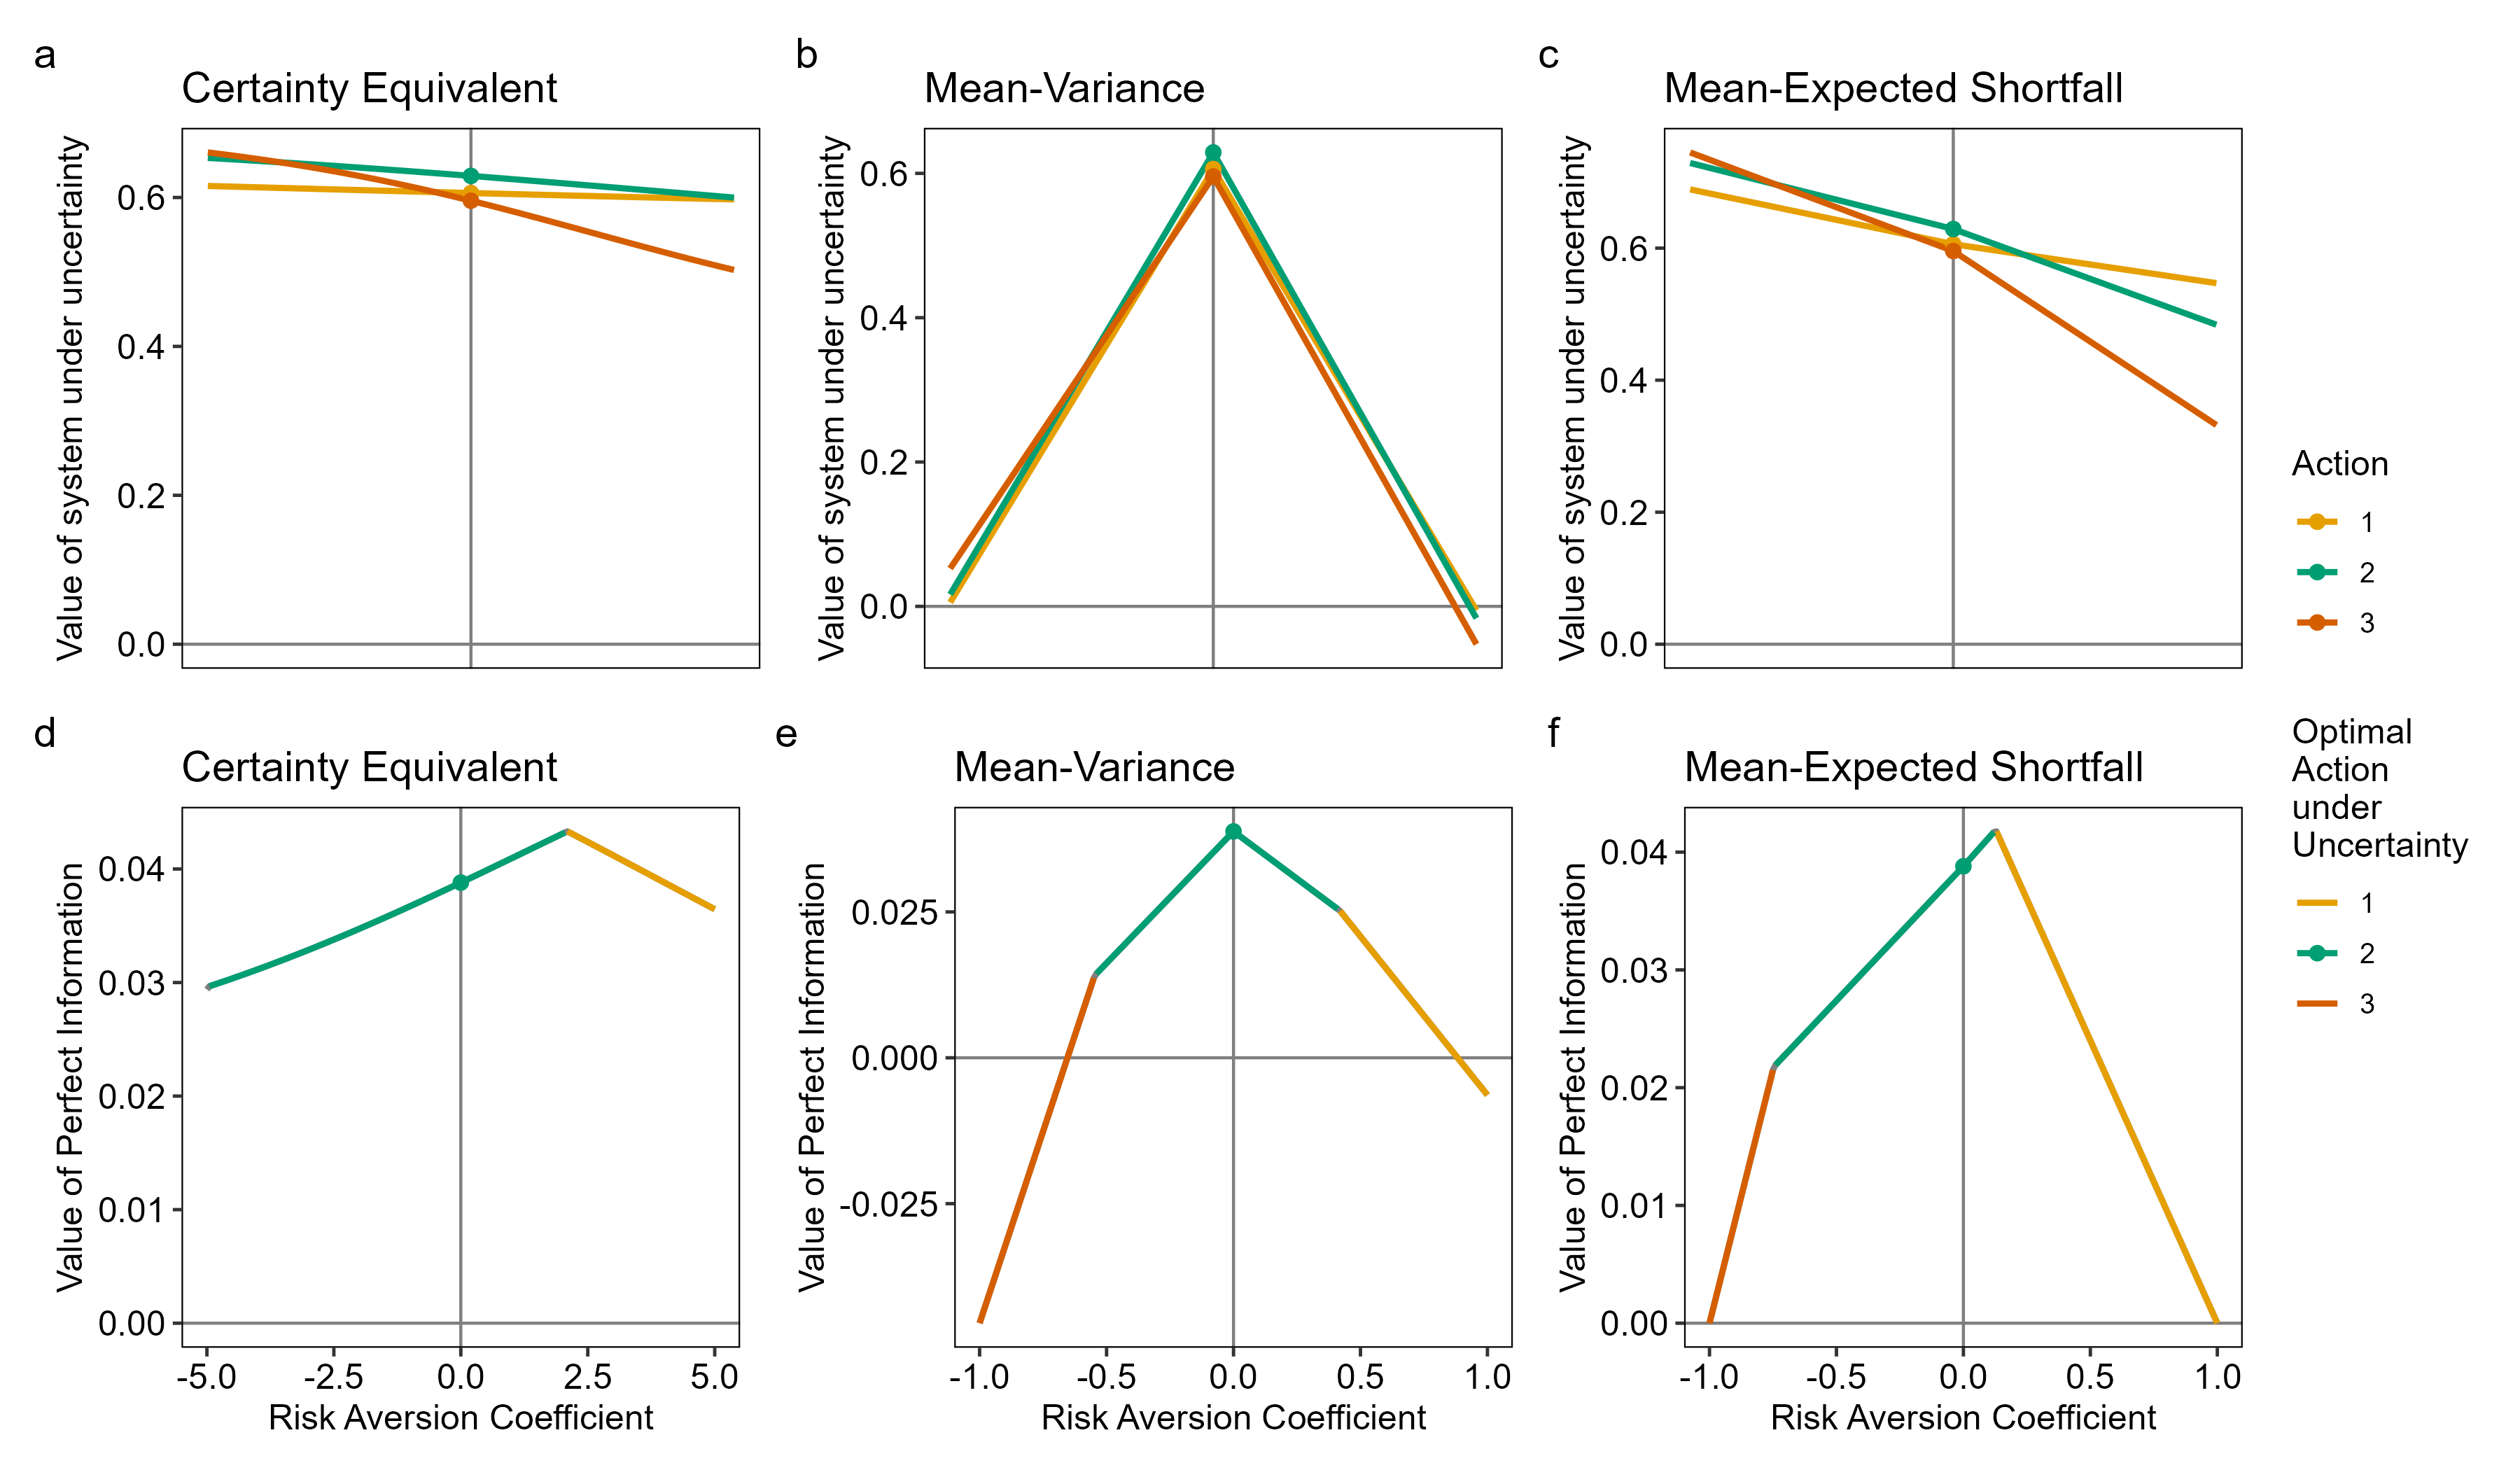 a
Certainty Equivalent
Value of system under uncertainty
0.6
0.4
0.2
0.0
b
Mean-Variance
Value of system under uncertainty
0.6
0.4
0.2
0.0
c
Mean-Expected Shortfall
Value of system under uncertainty
0.6
0.4
0.2
0.0
Action
1
2
3
d
Certainty Equivalent
Value of Perfect Information
0.04
0.03
0.02
0.01
0.00
-5.0 -2.5 0.0 2.5 5.0
Risk Aversion Coefficient
e
Mean-Variance
Value of Perfect Information
0.025
0.000
-0.025
-1.0 -0.5 0.0 0.5 1.0
Risk Aversion Coefficient
f
Mean-Expected Shortfall
Value of Perfect Information
0.04
0.03
0.02
0.01
0.00
-1.0 -0.5 0.0 0.5 1.0
Risk Aversion Coefficient
Optimal
Action
under
Uncertainty
1
2
3